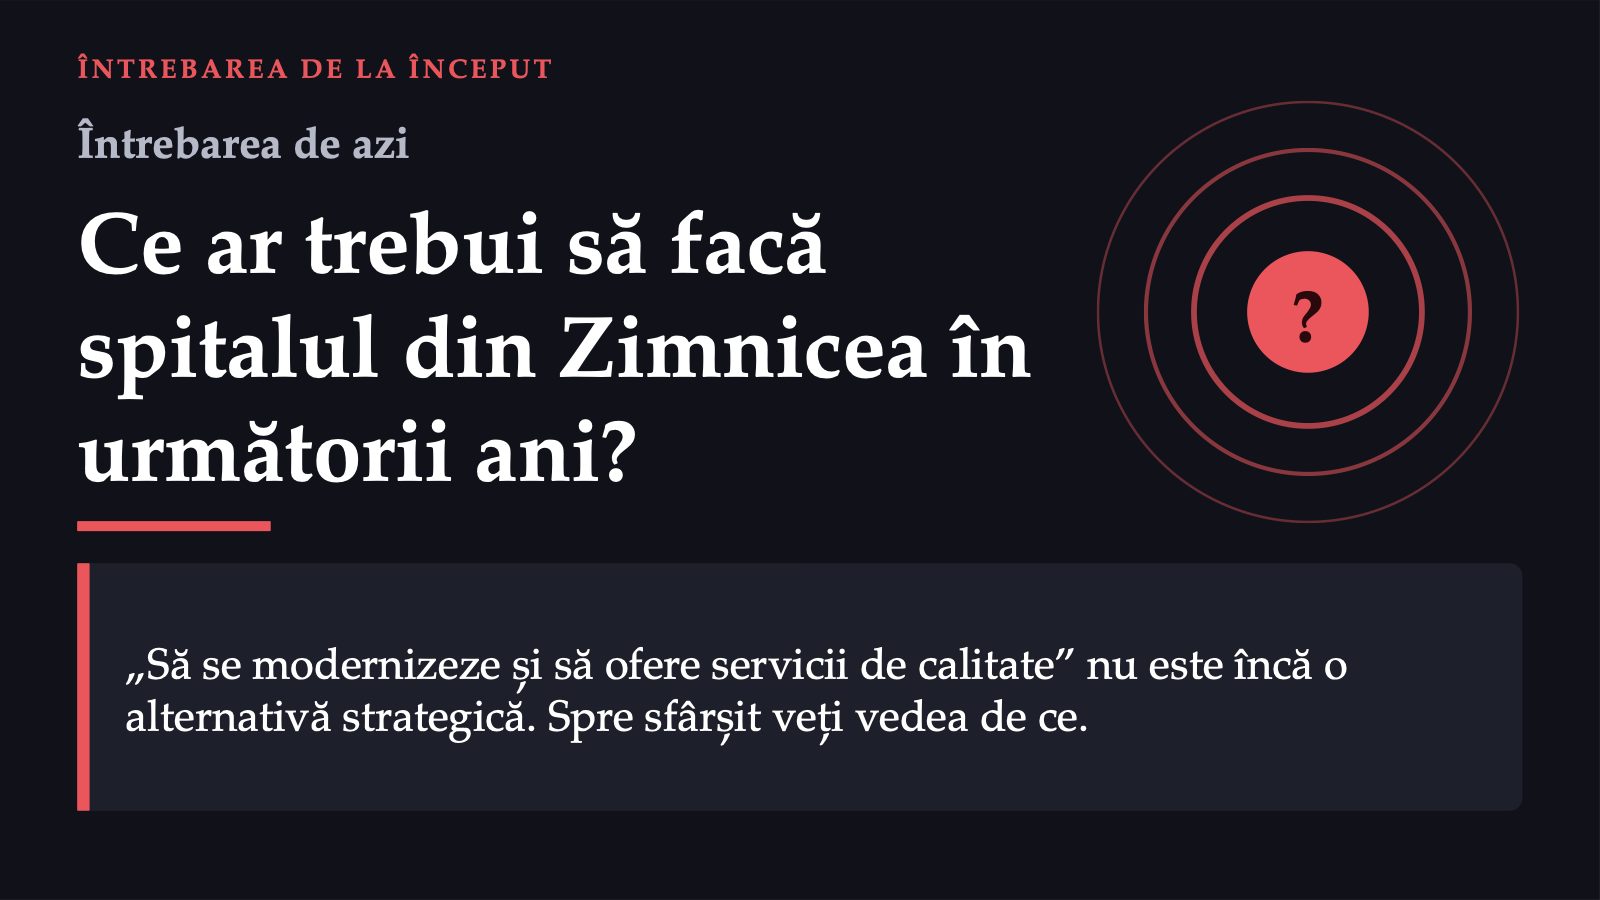 ÎNTREBAREA DE LA ÎNCEPUT
Întrebarea de azi
Ce ar trebui să facă
spitalul din Zimnicea în
următorii ani?
?
„Să se modernizeze și să ofere servicii de calitate” nu este încă o
alternativă strategică. Spre sfârșit veți vedea de ce.